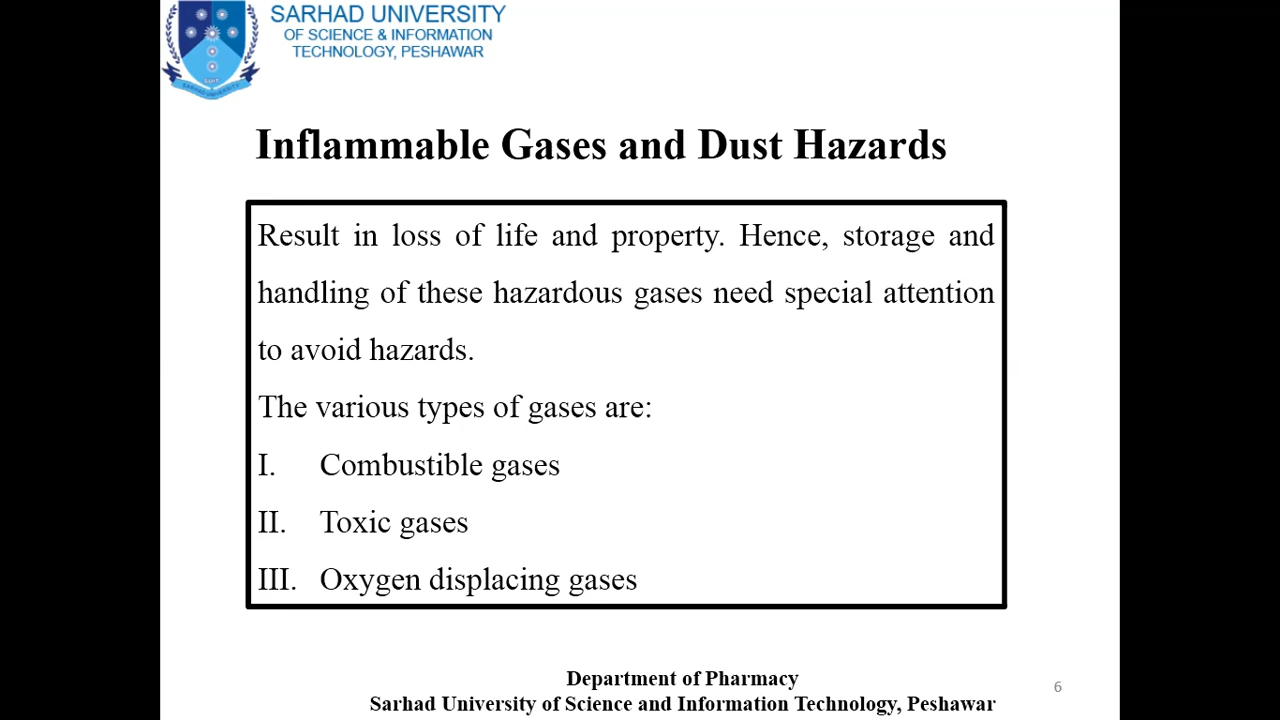 SARHAD UNIVERSITY
OF SCIENCE & INFORMATION
TECHNOLOGY, PESHAWAR
SUIT
SARHAD UNIVERSITY
Inflammable Gases and Dust Hazards
Result in loss of life and property. Hence, storage and
handling of these hazardous gases need special attention
to avoid hazards.
The various types of gases are:
I. Combustible gases
II. Toxic gases
III. Oxygen displacing gases
Department of Pharmacy
Sarhad University of Science and Information Technology, Peshawar
6